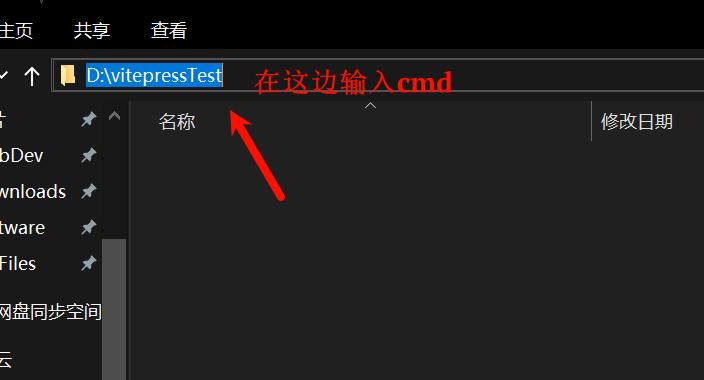 主页 共享 查看
D:\vitepressTest 在这边输入cmd
名称 修改日期
片
bDev
wnloads
tware
Files
网盘同步空间
云